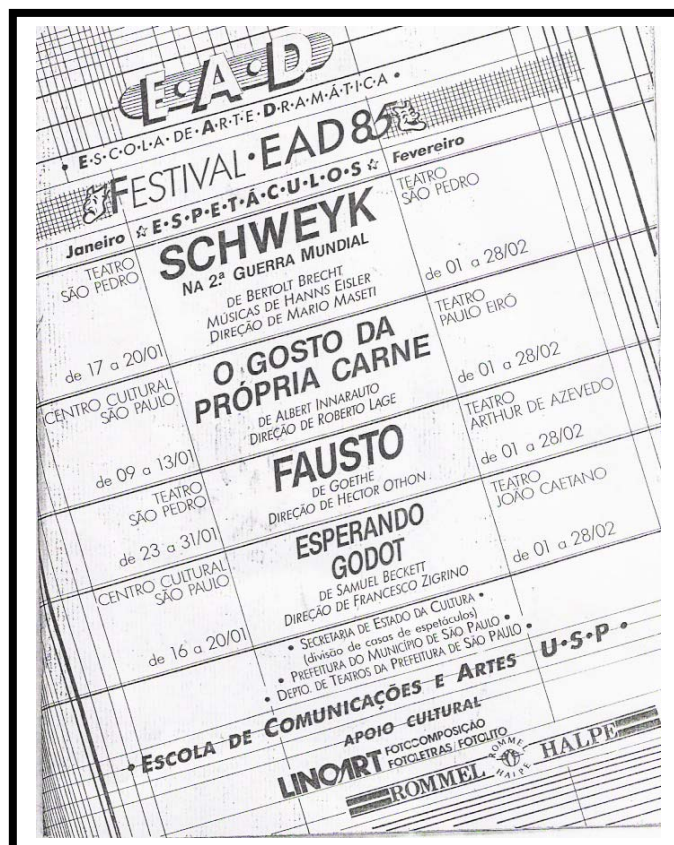 E•A•D
• E•S•C•O•L•A•DE•A•R•T•E•D•R•A•M•Á•T•I•C•A •
FESTIVAL•EAD 85
Janeiro ☆ E•S•P•E•T•Á•C•U•L•O•S ☆ Fevereiro
TEATRO
SÃO PEDRO
de 17 a 20/01
SCHWEYK
NA 2.ª GUERRA MUNDIAL
DE BERTOLT BRECHT
MÚSICAS DE HANNS EISLER
DIREÇÃO DE MARIO MASETI
TEATRO
SÃO PEDRO
de 01 a 28/02
CENTRO CULTURAL
SÃO PAULO
de 09 a 13/01
O GOSTO DA
PRÓPRIA CARNE
DE ALBERT INNARAUTO
DIREÇÃO DE ROBERTO LAGE
TEATRO
PAULO EIRÓ
de 01 a 28/02
TEATRO
SÃO PEDRO
de 23 a 31/01
FAUSTO
DE GOETHE
DIREÇÃO DE HECTOR OTHON
TEATRO
ARTHUR DE AZEVEDO
de 01 a 28/02
CENTRO CULTURAL
SÃO PAULO
de 16 a 20/01
ESPERANDO
GODOT
DE SAMUEL BECKETT
DIREÇÃO DE FRANCESCO ZIGRINO
TEATRO
JOÃO CAETANO
de 01 a 28/02
• SECRETARIA DE ESTADO DA CULTURA •
(divisão de casas de espetáculos)
• PREFEITURA DO MUNICÍPIO DE SÃO PAULO •
• DEPTO. DE TEATROS DA PREFEITURA DE SÃO PAULO •
• ESCOLA DE COMUNICAÇÕES E ARTES U•S•P •
APOIO CULTURAL
LINOART FOTOCOMPOSIÇÃO
FOTOLETRAS/FOTOLITO
ROMMEL ROMMEL HALPE HALPE